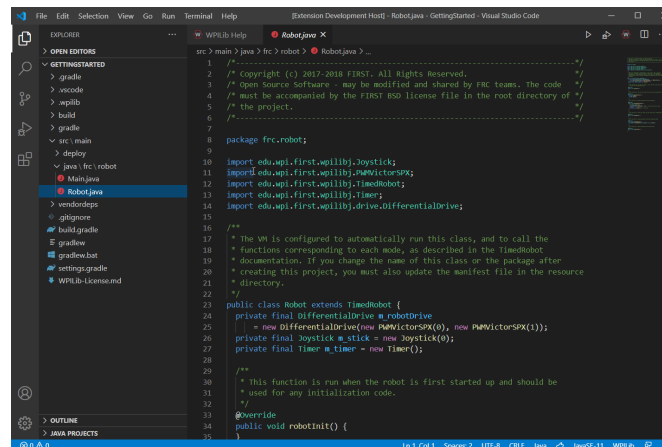 File Edit Selection View Go Run Terminal Help
[Extension Development Host] - Robot.java - GettingStarted - Visual Studio Code
EXPLORER
WPILib Help
Robot.java
OPEN EDITORS
GETTINGSTARTED
.gradle
.vscode
.wpilib
build
gradle
src \ main
deploy
java \ frc \ robot
Main.java
Robot.java
vendordeps
.gitignore
build.gradle
gradlew
gradlew.bat
settings.gradle
WPILib-License.md
OUTLINE
JAVA PROJECTS
src > main > java > frc > robot > Robot.java > ...
1 /*----------------------------------------------------------------------------*/
2 /* Copyright (c) 2017-2018 FIRST. All Rights Reserved. */
3 /* Open Source Software - may be modified and shared by FRC teams. The code */
4 /* must be accompanied by the FIRST BSD license file in the root directory of */
5 /* the project. */
6 /*----------------------------------------------------------------------------*/
7
8 package frc.robot;
9
10 import edu.wpi.first.wpilibj.Joystick;
11 import edu.wpi.first.wpilibj.PWMVictorSPX;
12 import edu.wpi.first.wpilibj.TimedRobot;
13 import edu.wpi.first.wpilibj.Timer;
14 import edu.wpi.first.wpilibj.drive.DifferentialDrive;
15
16 /**
17 * The VM is configured to automatically run this class, and to call the
18 * functions corresponding to each mode, as described in the TimedRobot
19 * documentation. If you change the name of this class or the package after
20 * creating this project, you must also update the manifest file in the resource
21 * directory.
22 */
23 public class Robot extends TimedRobot {
24 private final DifferentialDrive m_robotDrive
25 = new DifferentialDrive(new PWMVictorSPX(0), new PWMVictorSPX(1));
26 private final Joystick m_stick = new Joystick(0);
27 private final Timer m_timer = new Timer();
28
29 /**
30 * This function is run when the robot is first started up and should be
31 * used for any initialization code.
32 */
33 @Override
34 public void robotInit() {
35 }
0 0
Ln 1, Col 1 Spaces: 2 UTF-8 CRLF Java JavaSE-11 WPILib